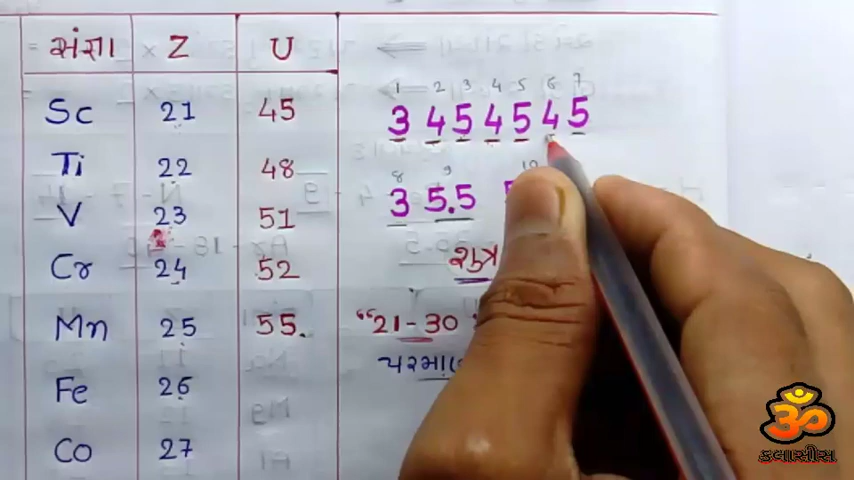 સંજ્ઞા Z U
Sc 21 45
Ti 22 48
V 23 51
Cr 24 52
Mn 25 55.
Fe 26
Co 27
1 2 3 4 5 6 7
3 4 5 4 5 4 5
8 9 10
3 5.5
સૂત્ર
"21-30
ૐ
ક્લાસીસ